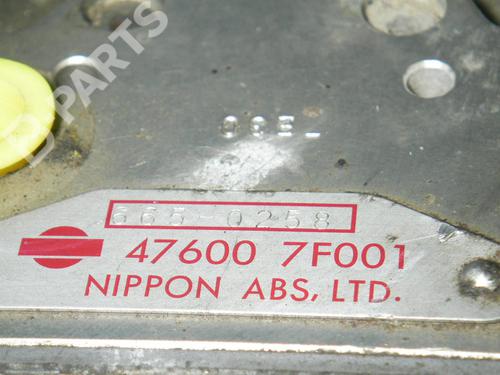 B-PARTS
665-0258
47600 7F001
NIPPON ABS, LTD.